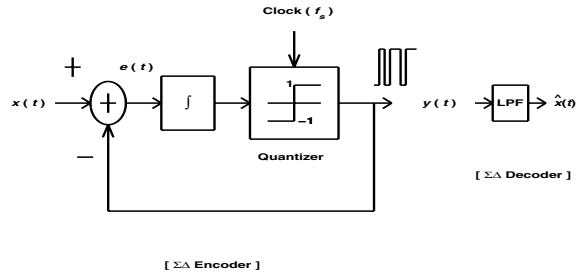 Clock ( f_s )
+
e ( t )
x ( t )
+
∫
1
−1
y ( t )
LPF
x̂(t)
−
Quantizer
[ ΣΔ Decoder ]
[ ΣΔ Encoder ]